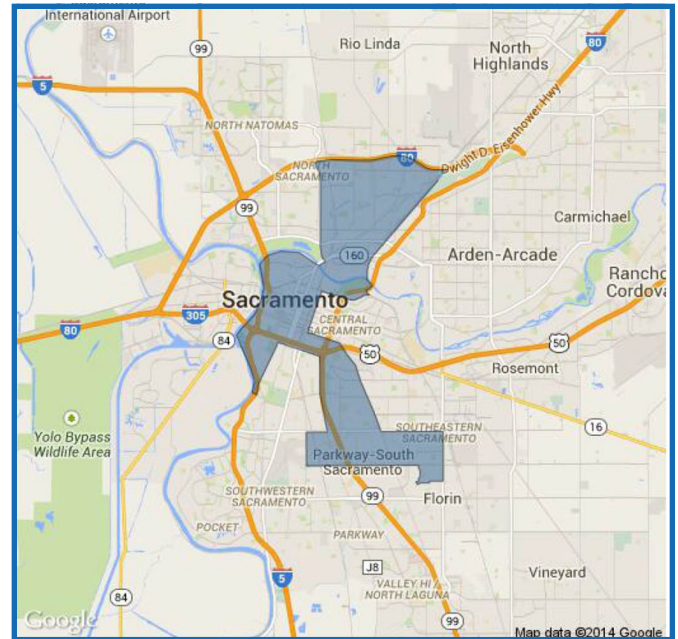 International Airport
99
Rio Linda
North
Highlands
80
5
NORTH NATOMAS
80
Dwight D. Eisenhower Hwy
NORTH
SACRAMENTO
99
Carmichael
160
Arden-Arcade
Rancho
Cordova
Sacramento
305
80
CENTRAL
SACRAMENTO
84
50
50
Rosemont
16
Yolo Bypass
Wildlife Area
SOUTHEASTERN
SACRAMENTO
Parkway-South
Sacramento
SOUTHWESTERN
SACRAMENTO
99
Florin
POCKET
PARKWAY
J8
Vineyard
5
VALLEY HI /
NORTH LAGUNA
84
99
Google
Map data ©2014 Google